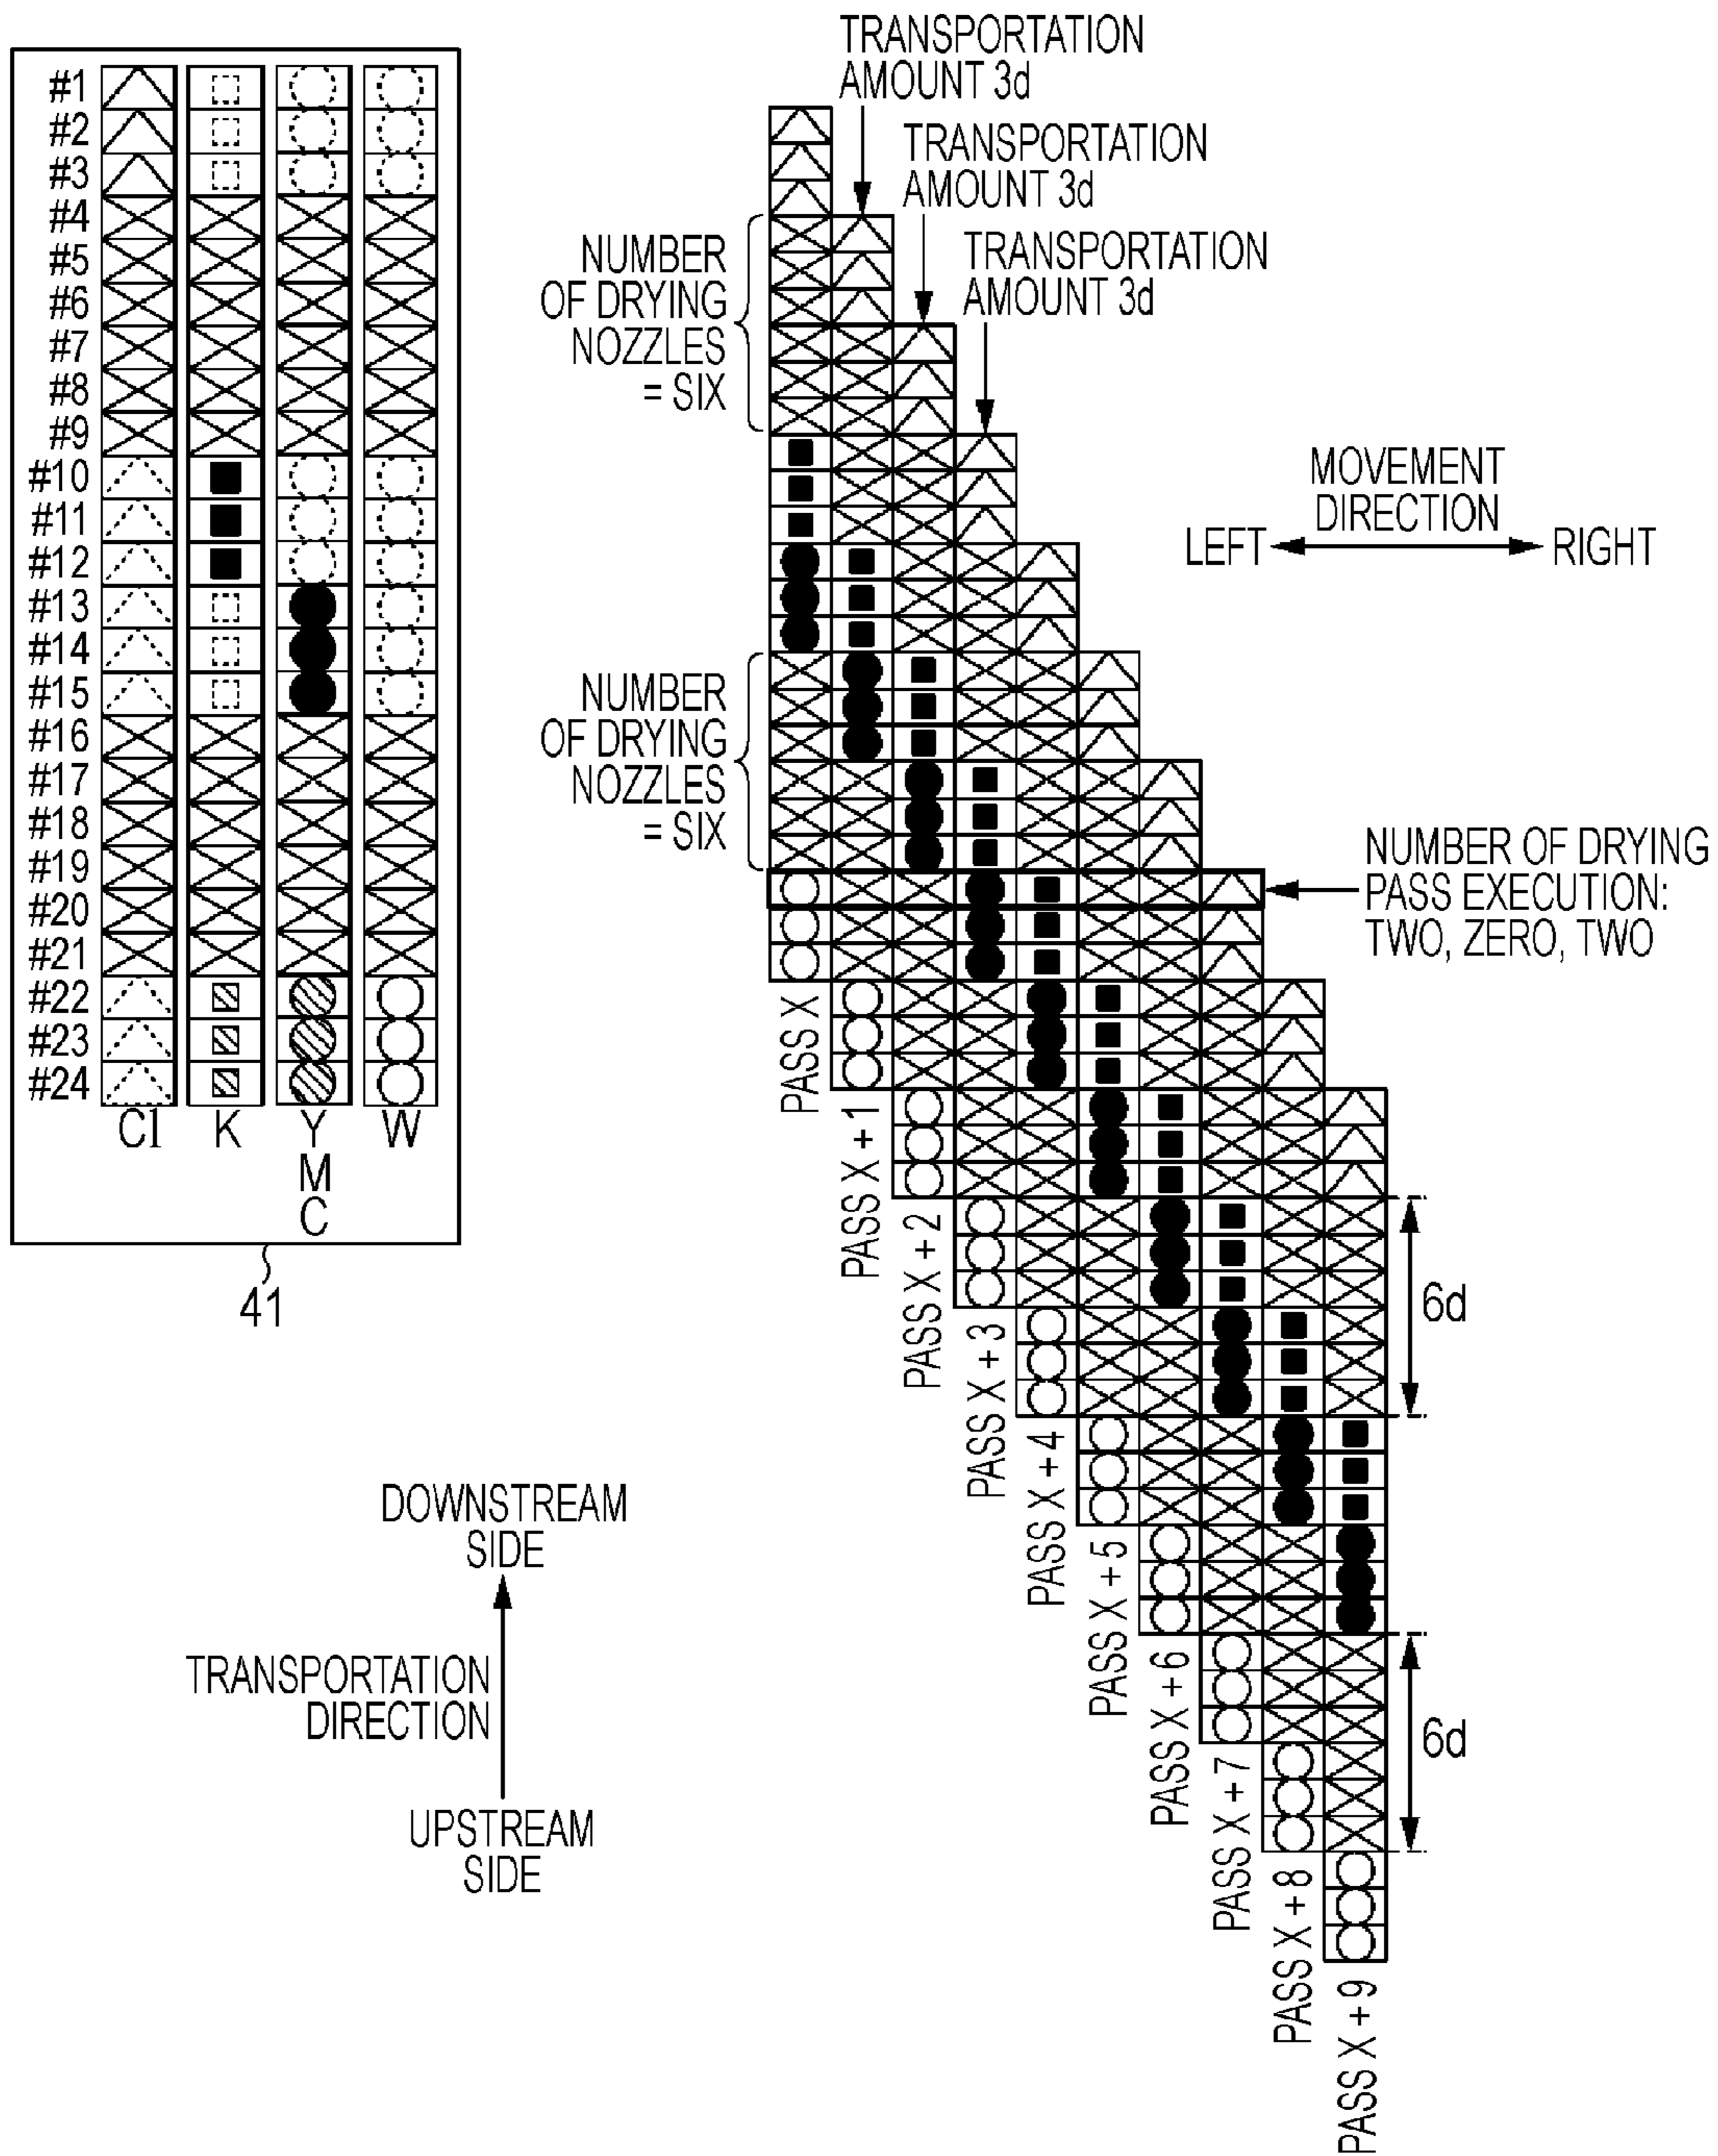 #1
#2
#3
#4
#5
#6
#7
#8
#9
#10
#11
#12
#13
#14
#15
#16
#17
#18
#19
#20
#21
#22
#23
#24
Cl K Y W
M
C
41
TRANSPORTATION
AMOUNT 3d
TRANSPORTATION
AMOUNT 3d
TRANSPORTATION
AMOUNT 3d
NUMBER
OF DRYING
NOZZLES
= SIX
MOVEMENT
DIRECTION
LEFT RIGHT
NUMBER
OF DRYING
NOZZLES
= SIX
NUMBER OF DRYING
PASS EXECUTION:
TWO, ZERO, TWO
PASS X
PASS X + 1
PASS X + 2
PASS X + 3
PASS X + 4
PASS X + 5
PASS X + 6
PASS X + 7
PASS X + 8
PASS X + 9
6d
6d
DOWNSTREAM
SIDE
TRANSPORTATION
DIRECTION
UPSTREAM
SIDE